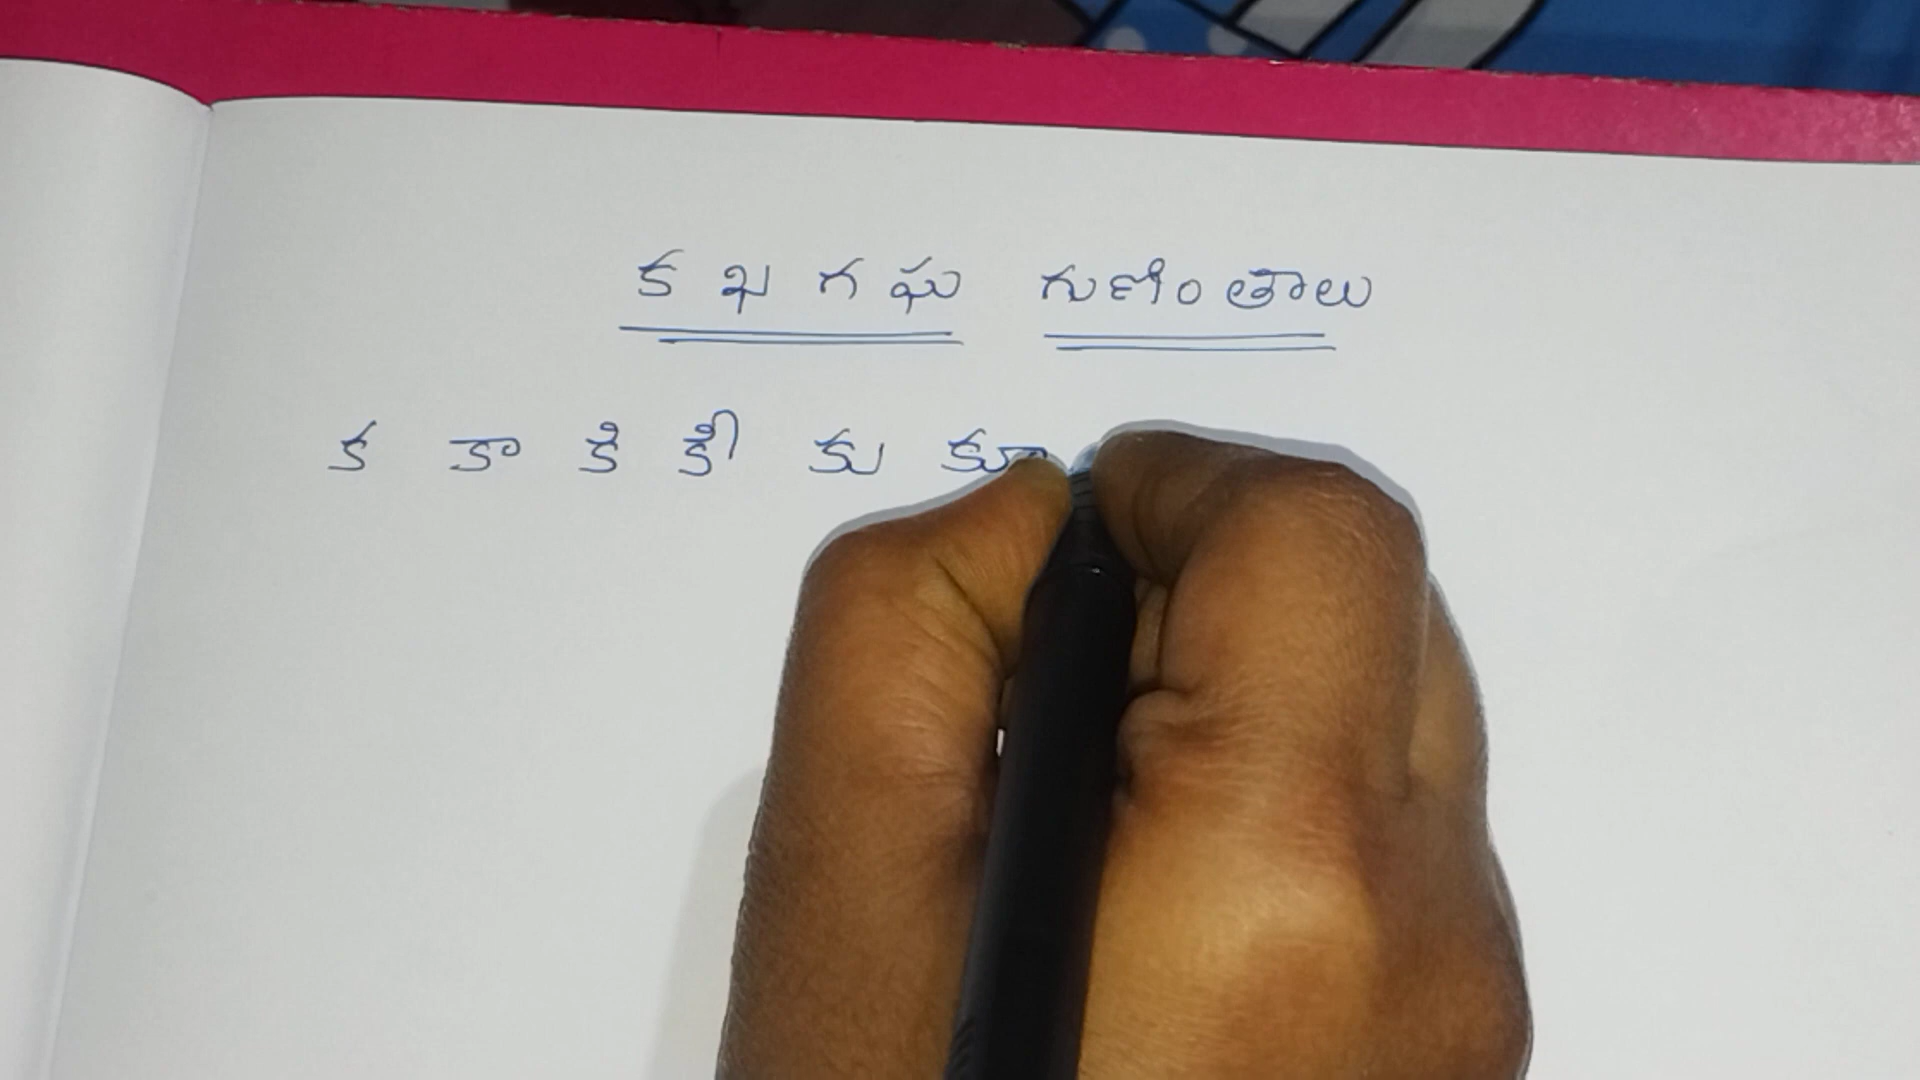 క ఖ గ ఘ గుణింతాలు
క కా కి కీ కు కూ